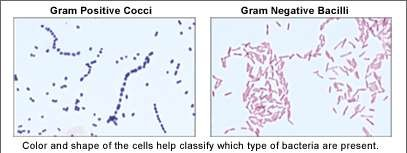 Gram Positive Cocci
Gram Negative Bacilli
Color and shape of the cells help classify which type of bacteria are present.